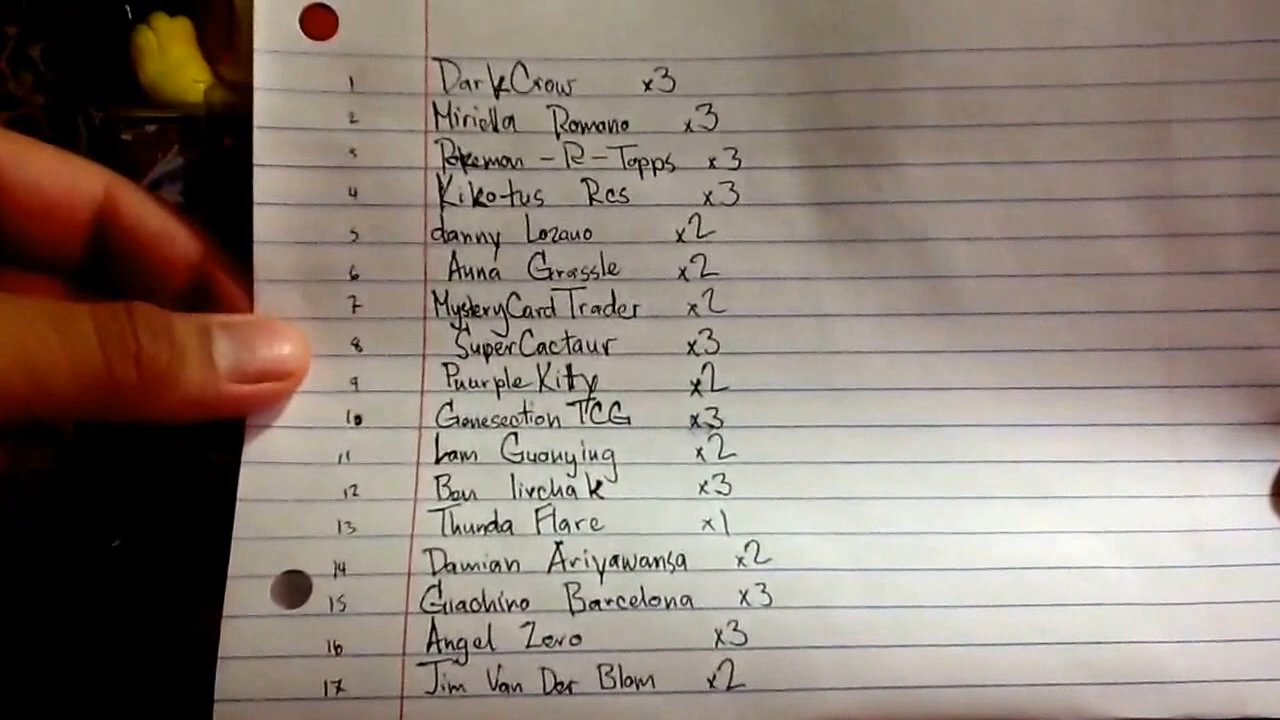 1 DarkCrow x3
2 Miriella Romano x3
3 Pokemon-R-Topps x3
4 Kikotus Rcs x3
5 danny Lozano x2
6 Anna Grassle x2
7 MysteryCardTrader x2
8 SuperCactaur x3
9 Puurple Kitty x2
10 Genesection TCG x3
11 Lam Guonying x2
12 Ben livchak x3
13 Thunda Flare x1
14 Damian Ariyawansa x2
15 Giachino Barcelona x3
16 Angel Zero x3
17 Jim Van Der Blom x2